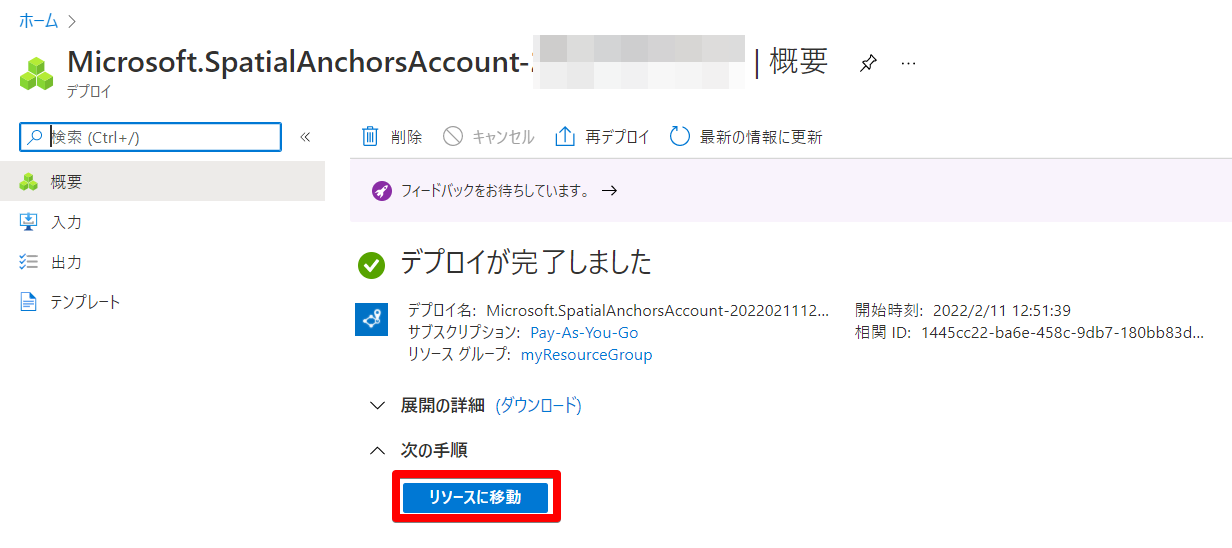 ホーム
Microsoft.SpatialAnchorsAccount- | 概要 ...
デプロイ
検索 (Ctrl+/) «
削除 キャンセル 再デプロイ 最新の情報に更新
概要
フィードバックをお待ちしています。 →
入力
出力
テンプレート
デプロイが完了しました
デプロイ名: Microsoft.SpatialAnchorsAccount-2022021112... 開始時刻: 2022/2/11 12:51:39
サブスクリプション: Pay-As-You-Go 相関 ID: 1445cc22-ba6e-458c-9db7-180bb83d...
リソース グループ: myResourceGroup
展開の詳細 (ダウンロード)
次の手順
リソースに移動